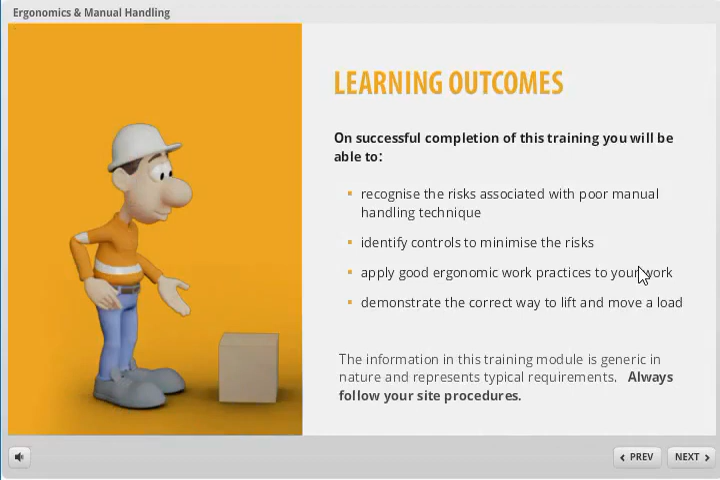 Ergonomics & Manual Handling
LEARNING OUTCOMES
On successful completion of this training you will be
able to:
recognise the risks associated with poor manual
handling technique
identify controls to minimise the risks
apply good ergonomic work practices to your work
demonstrate the correct way to lift and move a load
The information in this training module is generic in
nature and represents typical requirements. Always
follow your site procedures.
PREV
NEXT